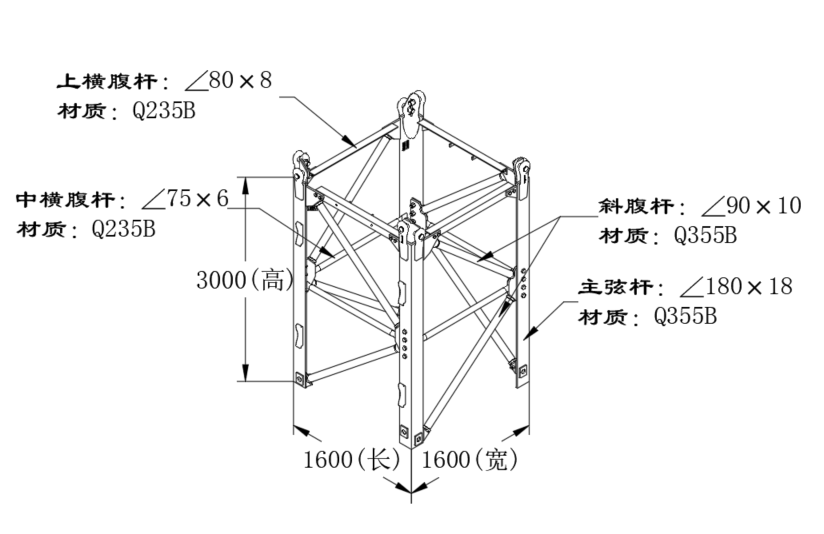 上横腹杆：∠80×8
材质：Q235B
中横腹杆：∠75×6
材质：Q235B
斜腹杆：∠90×10
材质：Q355B
3000(高)
主弦杆：∠180×18
材质：Q355B
1600(长)
1600(宽)